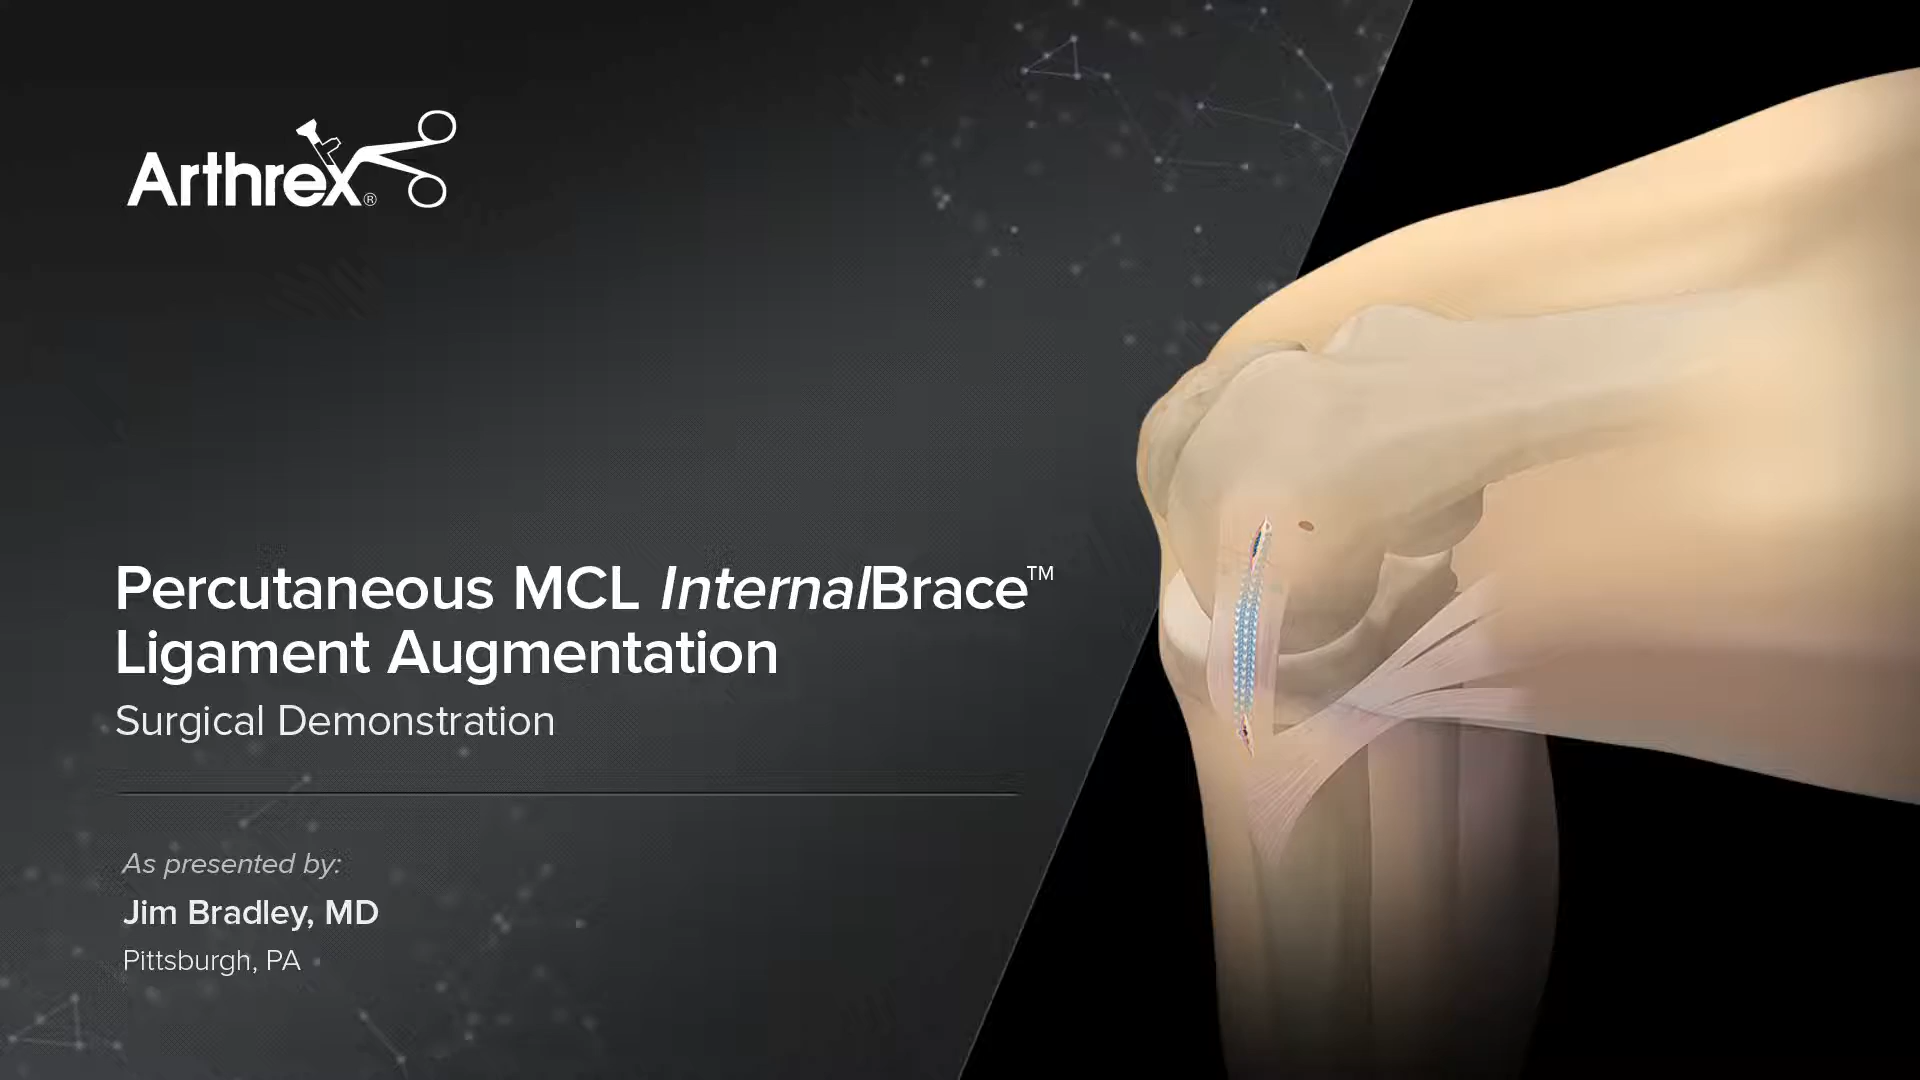 Arthrex®
Percutaneous MCL InternalBrace™
Ligament Augmentation
Surgical Demonstration
As presented by:
Jim Bradley, MD
Pittsburgh, PA